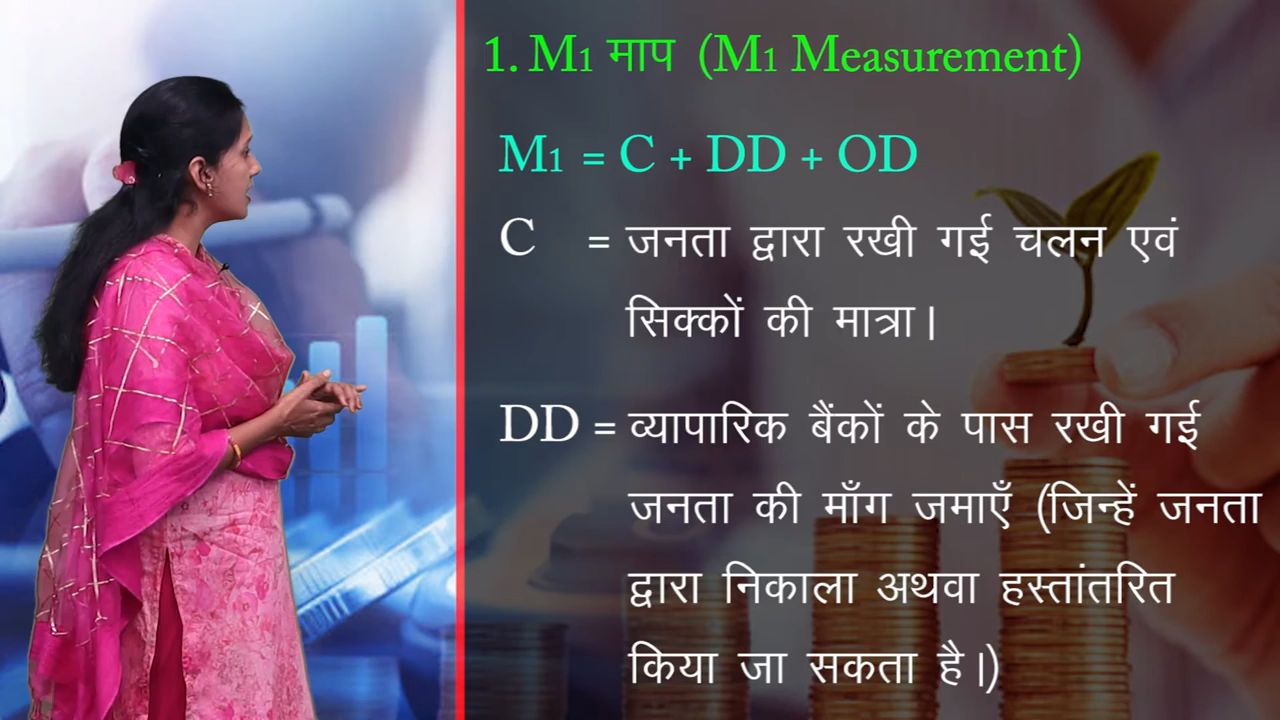 1. M1 माप (M1 Measurement)
M1 = C + DD + OD
C = जनता द्वारा रखी गई चलन एवं
सिक्कों की मात्रा।
DD = व्यापारिक बैंकों के पास रखी गई
जनता की माँग जमाएँ (जिन्हें जनता
द्वारा निकाला अथवा हस्तांतरित
किया जा सकता है।)